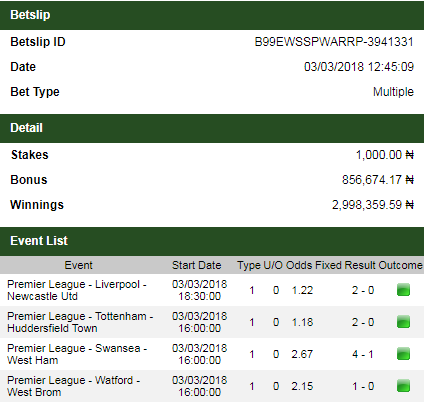 Betslip
Betslip ID B99EWSSPWARRP-3941331
Date 03/03/2018 12:45:09
Bet Type Multiple
Detail
Stakes 1,000.00 ₦
Bonus 856,674.17 ₦
Winnings 2,998,359.59 ₦
Event List
Event Start Date Type U/O Odds Fixed Result Outcome
Premier League - Liverpool - Newcastle Utd 03/03/2018 18:30:00 1 0 1.22 2 - 0
Premier League - Tottenham - Huddersfield Town 03/03/2018 16:00:00 1 0 1.18 2 - 0
Premier League - Swansea - West Ham 03/03/2018 16:00:00 1 0 2.67 4 - 1
Premier League - Watford - West Brom 03/03/2018 16:00:00 1 0 2.15 1 - 0